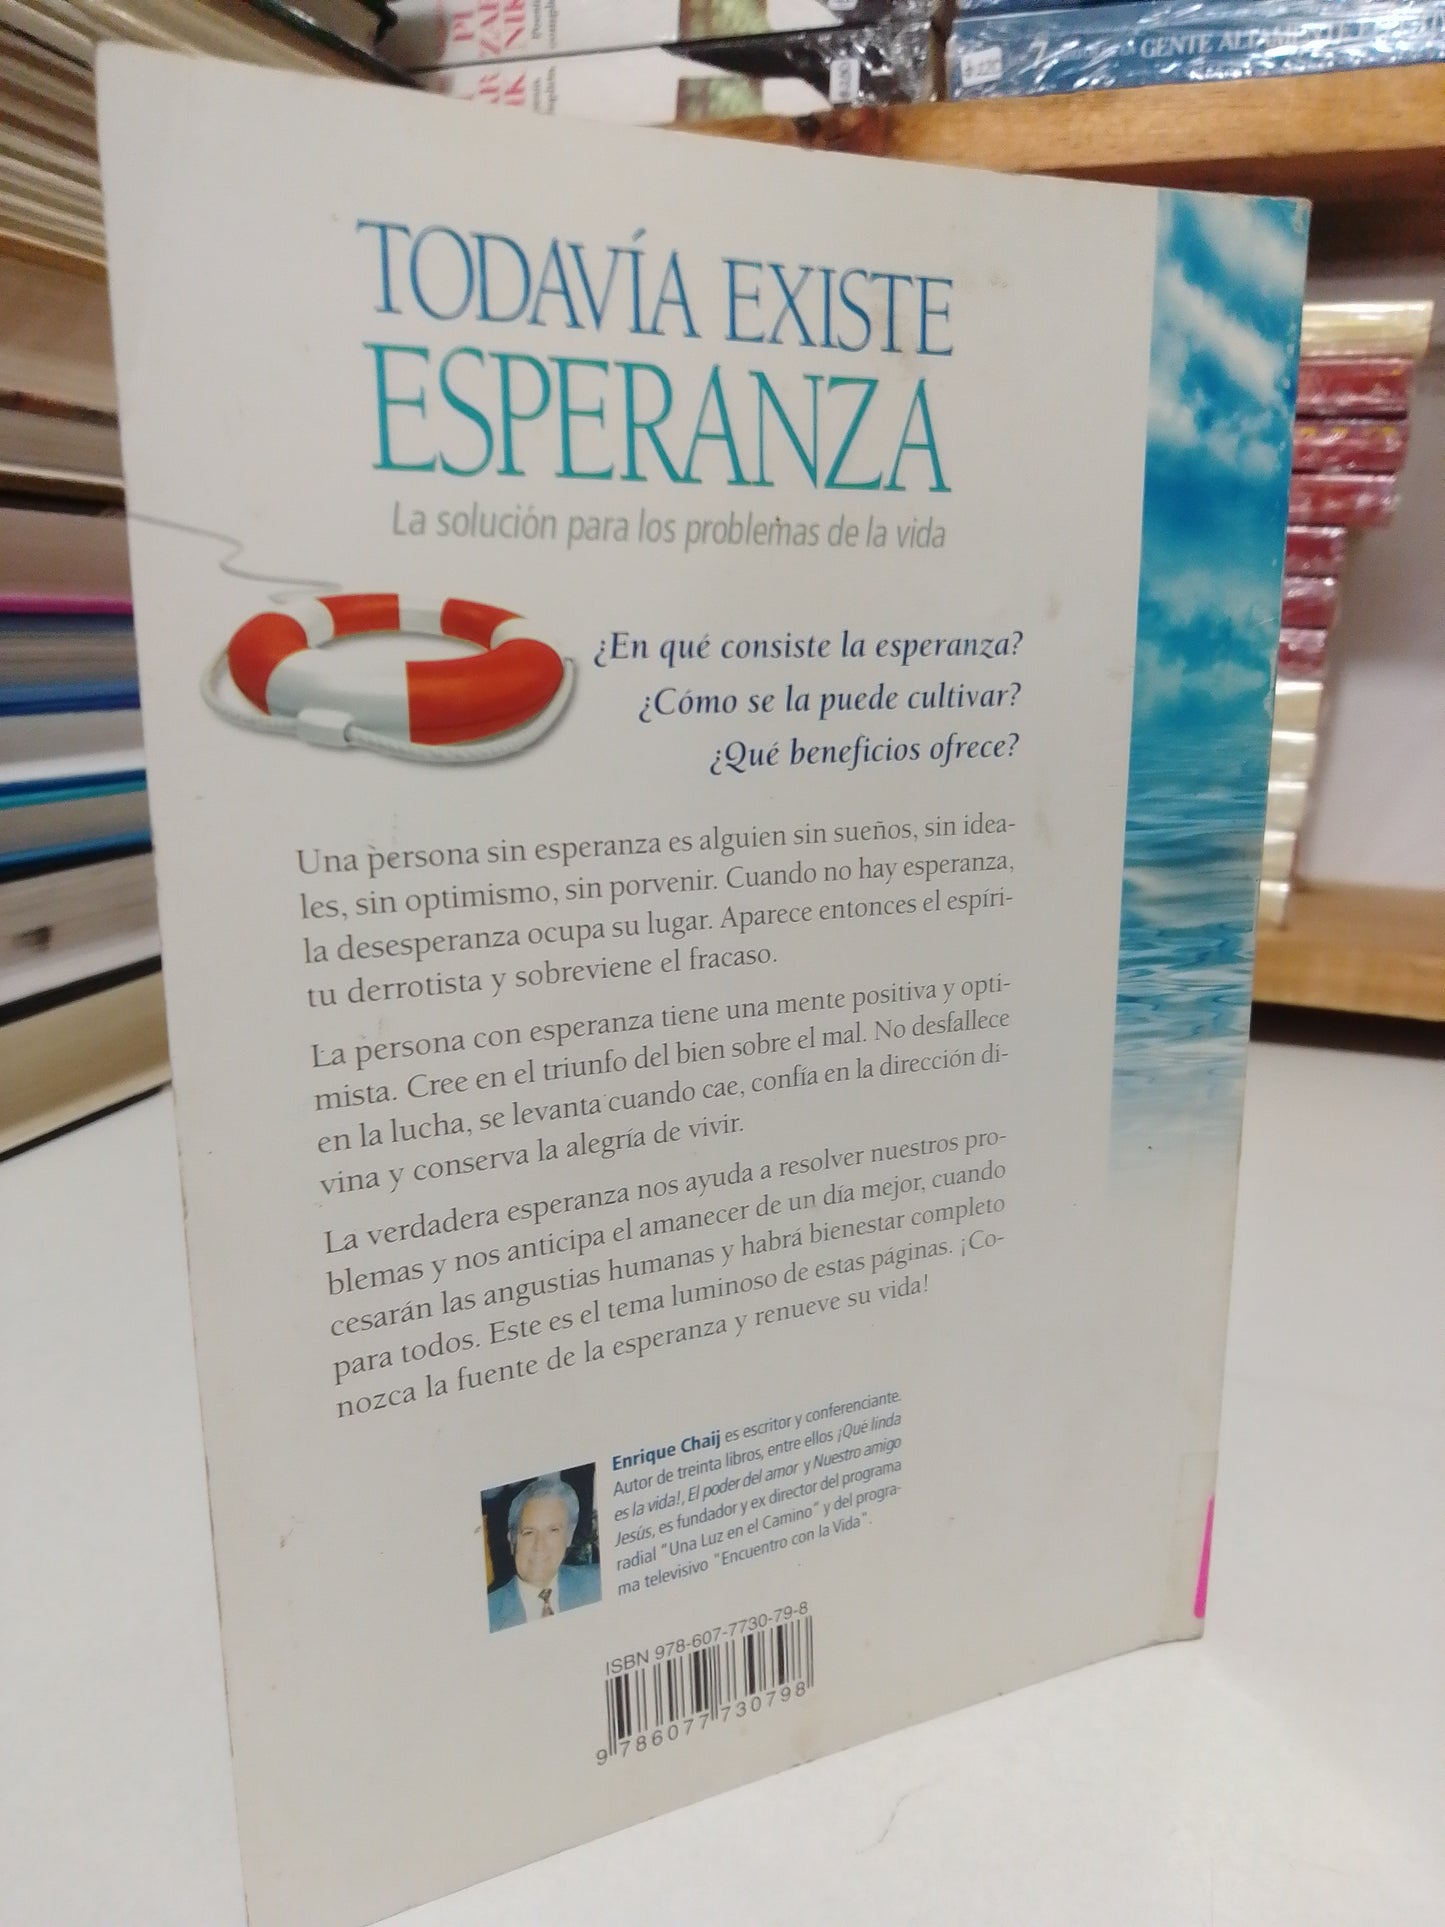 GENTE ALTAMENTE
TODAVÍA EXISTE
ESPERANZA
La solución para los problemas de la vida
¿En qué consiste la esperanza?
¿Cómo se la puede cultivar?
¿Qué beneficios ofrece?
Una persona sin esperanza es alguien sin sueños, sin idea-
les, sin optimismo, sin porvenir. Cuando no hay esperanza,
la desesperanza ocupa su lugar. Aparece entonces el espíri-
tu derrotista y sobreviene el fracaso.
La persona con esperanza tiene una mente positiva y opti-
mista. Cree en el triunfo del bien sobre el mal. No desfallece
en la lucha, se levanta cuando cae, confía en la dirección di-
vina y conserva la alegría de vivir.
La verdadera esperanza nos ayuda a resolver nuestros pro-
blemas y nos anticipa el amanecer de un día mejor, cuando
cesarán las angustias humanas y habrá bienestar completo
para todos. Este es el tema luminoso de estas páginas. ¡Co-
nozca la fuente de la esperanza y renueve su vida!
Enrique Chaij es escritor y conferenciante.
Autor de treinta libros, entre ellos ¡Qué linda
es la vida!, El poder del amor y Nuestro amigo
Jesús, es fundador y ex director del programa
radial "Una Luz en el Camino" y del progra-
ma televisivo "Encuentro con la Vida".
ISBN 978-607-7730-79-8
9 786077 730798